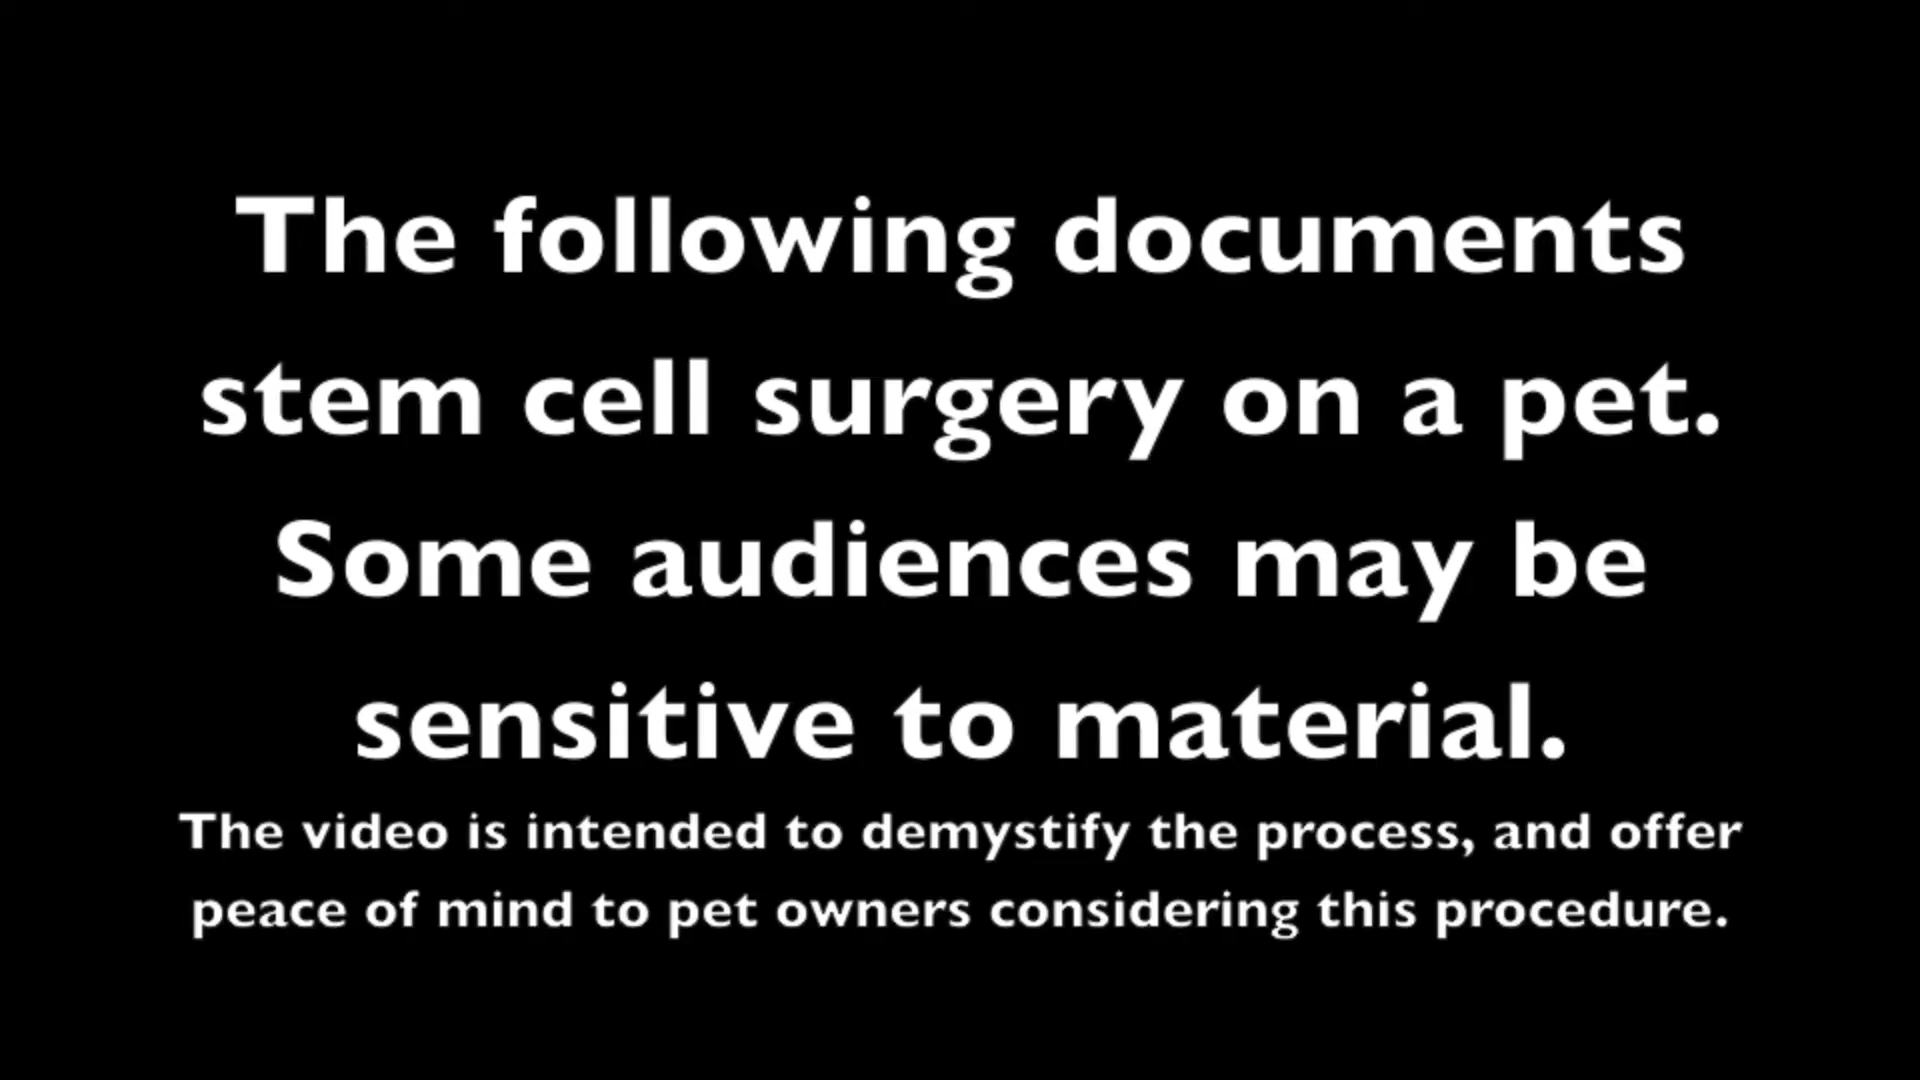 The following documents
stem cell surgery on a pet.
Some audiences may be
sensitive to material.
The video is intended to demystify the process, and offer
peace of mind to pet owners considering this procedure.